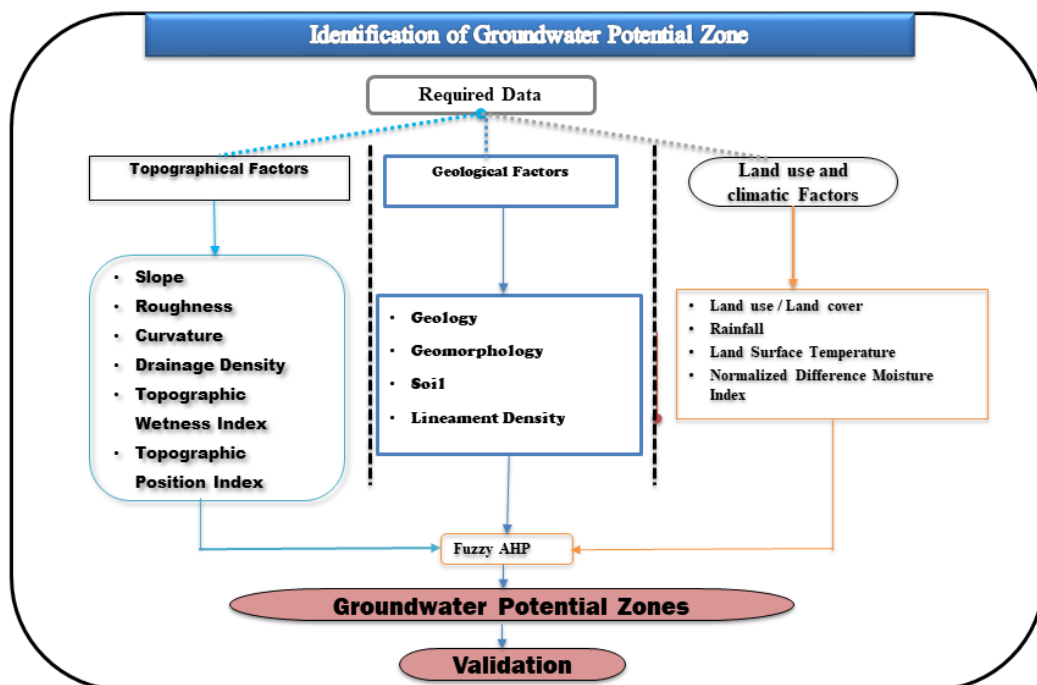 Identification of Groundwater Potential Zone
Required Data
Topographical Factors
Geological Factors
Land use and
climatic Factors
· Slope
· Roughness
· Curvature
· Drainage Density
· Topographic
Wetness Index
· Topographic
Position Index
· Geology
· Geomorphology
· Soil
· Lineament Density
· Land use / Land cover
· Rainfall
· Land Surface Temperature
· Normalized Difference Moisture
Index
Fuzzy AHP
Groundwater Potential Zones
Validation